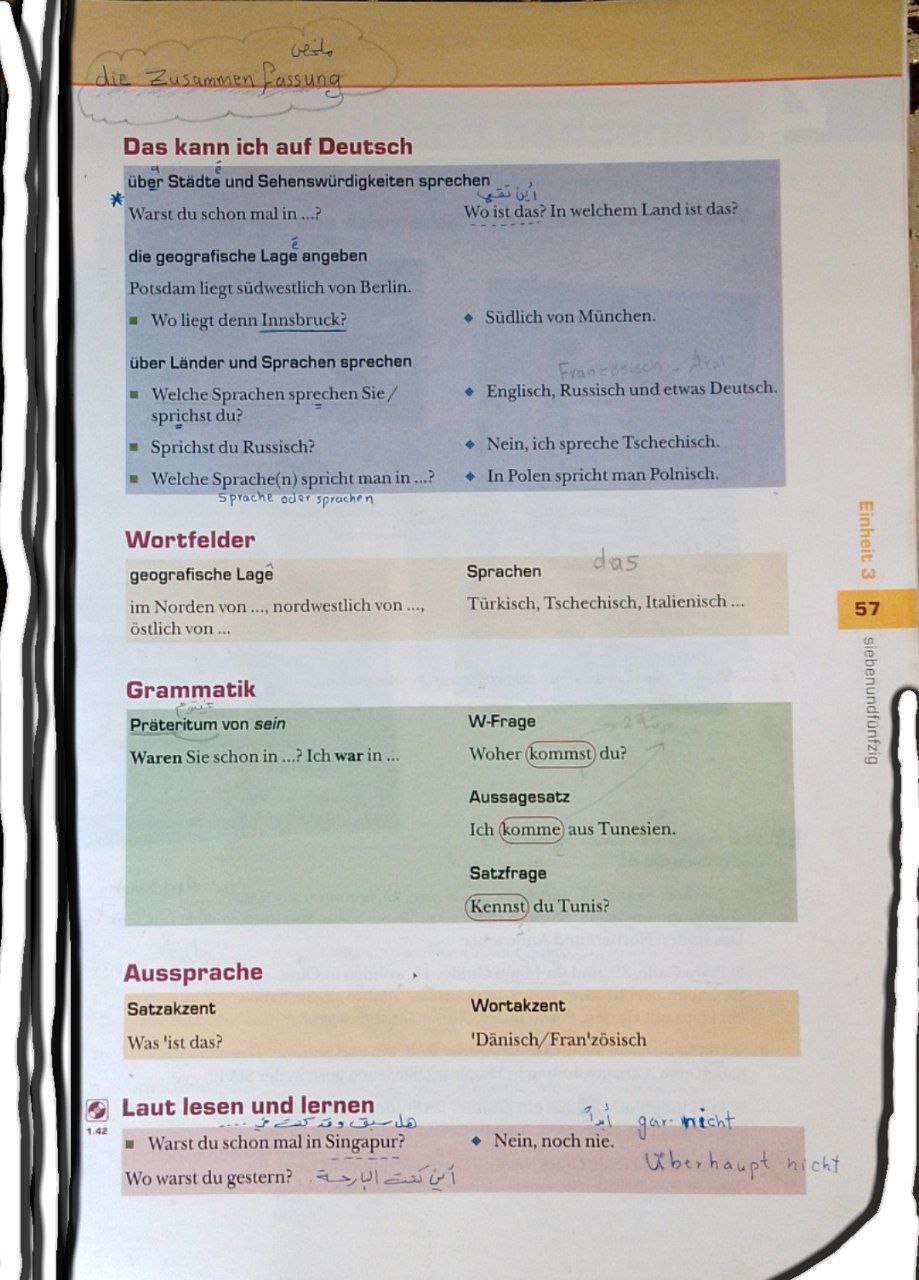 ملخص
die Zusammenfassung
Das kann ich auf Deutsch
über Städte und Sehenswürdigkeiten sprechen
أين تقع
Warst du schon mal in ...?
Wo ist das? In welchem Land ist das?
die geografische Lage angeben
Potsdam liegt südwestlich von Berlin.
Wo liegt denn Innsbruck?
Südlich von München.
über Länder und Sprachen sprechen
Französisch - Ara
Welche Sprachen sprechen Sie/
sprichst du?
Englisch, Russisch und etwas Deutsch.
Sprichst du Russisch?
Nein, ich spreche Tschechisch.
Welche Sprache(n) spricht man in ...?
In Polen spricht man Polnisch.
Sprache oder sprachen
Wortfelder
geografische Lage
Sprachen
das
im Norden von ..., nordwestlich von ...,
östlich von ...
Türkisch, Tschechisch, Italienisch ...
Einheit 3
57
siebenundfünfzig
Grammatik
Präteritum von sein
Waren Sie schon in ...? Ich war in ...
W-Frage
Woher kommst du?
Aussagesatz
Ich komme aus Tunesien.
Satzfrage
Kennst du Tunis?
Aussprache
Satzakzent
Was 'ist das?
Wortakzent
'Dänisch/Fran'zösisch
Laut lesen und lernen
1.42
هل سبق وقد كنت في ....
أبداً gar nicht
Warst du schon mal in Singapur?
Nein, noch nie.
Überhaupt nicht
Wo warst du gestern? أين كنت البارحة